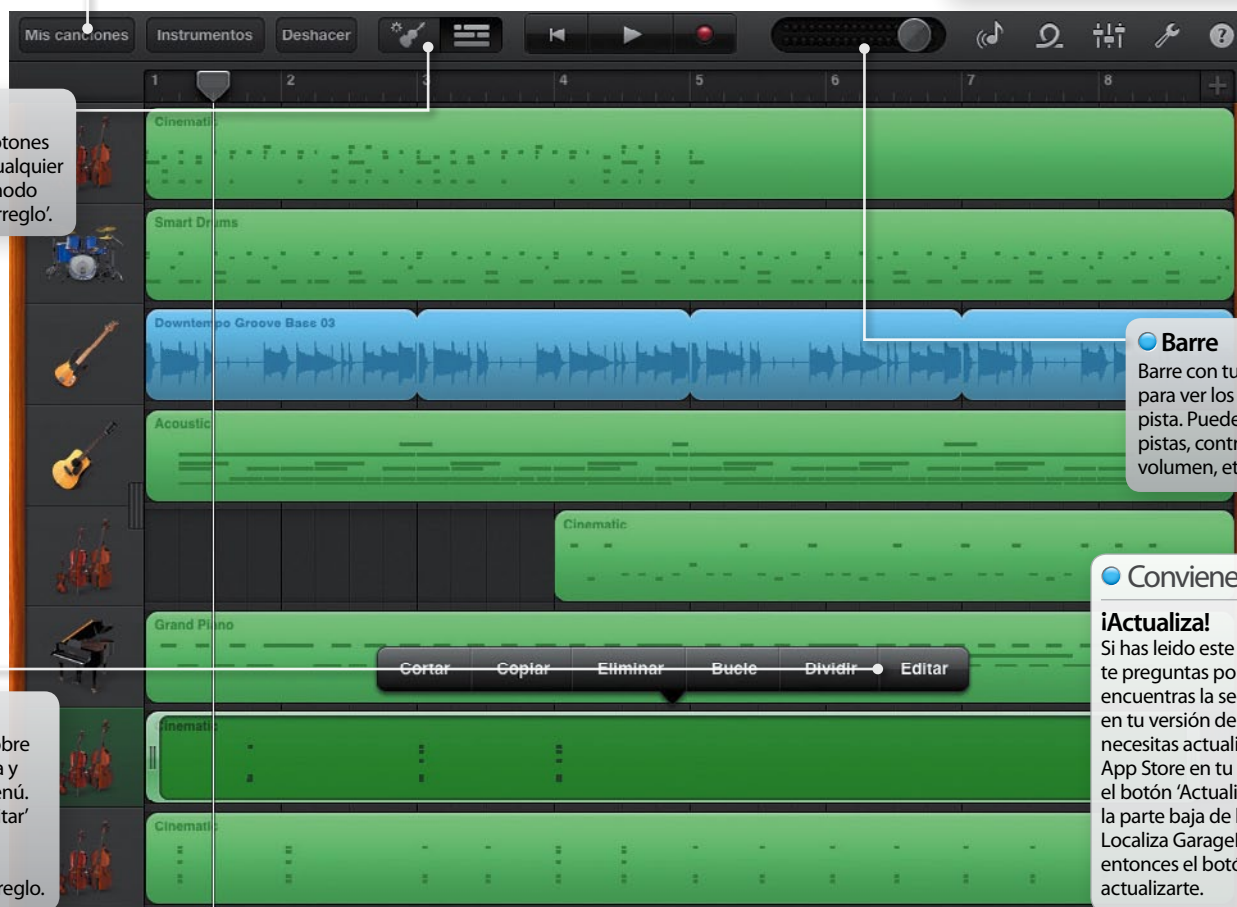 Mis canciones Instrumentos Deshacer
1 2 3 4 5 6 7 8
Cinematic
ualquier
nodo
reglo'.
Smart Drums
Downtempo Groove Bass 03
Barre
Barre con tu
para ver los
pista. Puede
pistas, contr
volumen, et
Acoustic
Cinematic
Conviene
¡Actualiza!
Si has leido este
te preguntas po
encuentras la se
en tu versión de
necesitas actuali
App Store en tu
el botón 'Actuali
la parte baja de l
Localiza GarageB
entonces el botó
actualizarte.
Grand Piano
Cortar Copiar Eliminar Bucle Dividir Editar
bre
a y
enú.
tar'
reglo.
Cinematic
Cinematic